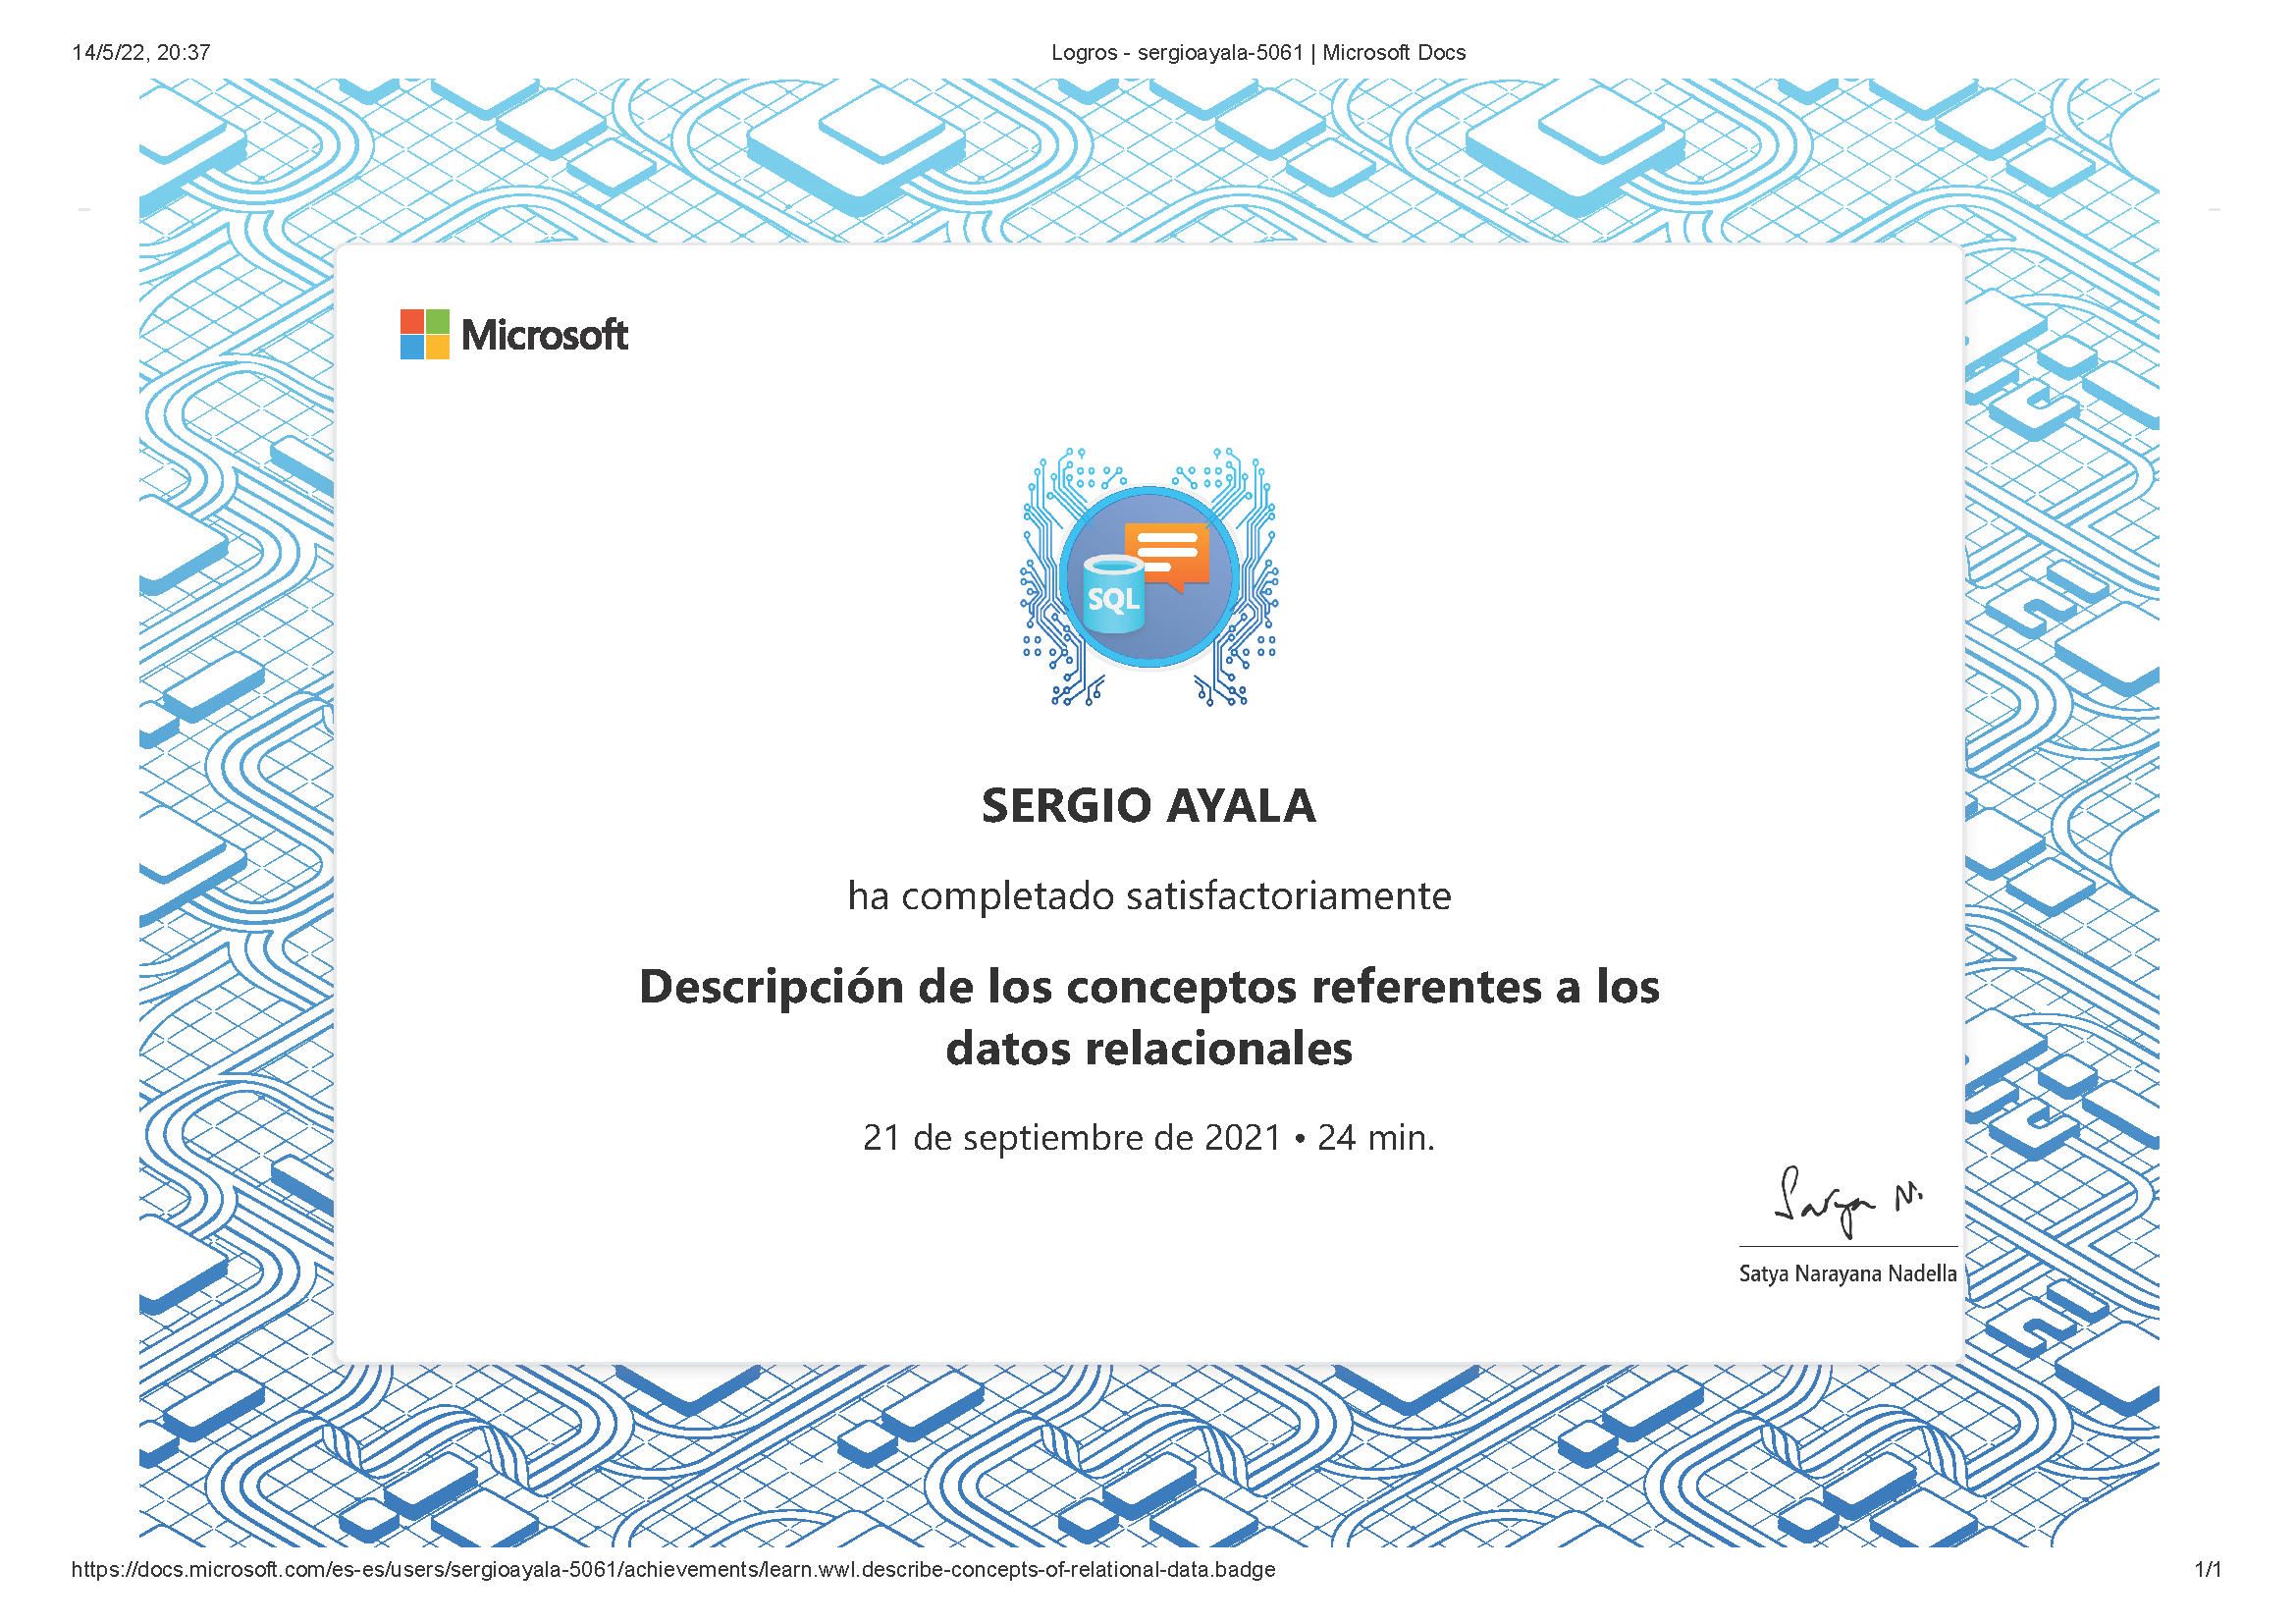 14/5/22, 20:37
Logros - sergioayala-5061 | Microsoft Docs
Microsoft
SQL
SERGIO AYALA
ha completado satisfactoriamente
Descripción de los conceptos referentes a los
datos relacionales
21 de septiembre de 2021 • 24 min.
Satya N.
Satya Narayana Nadella
https://docs.microsoft.com/es-es/users/sergioayala-5061/achievements/learn.wwl.describe-concepts-of-relational-data.badge
1/1